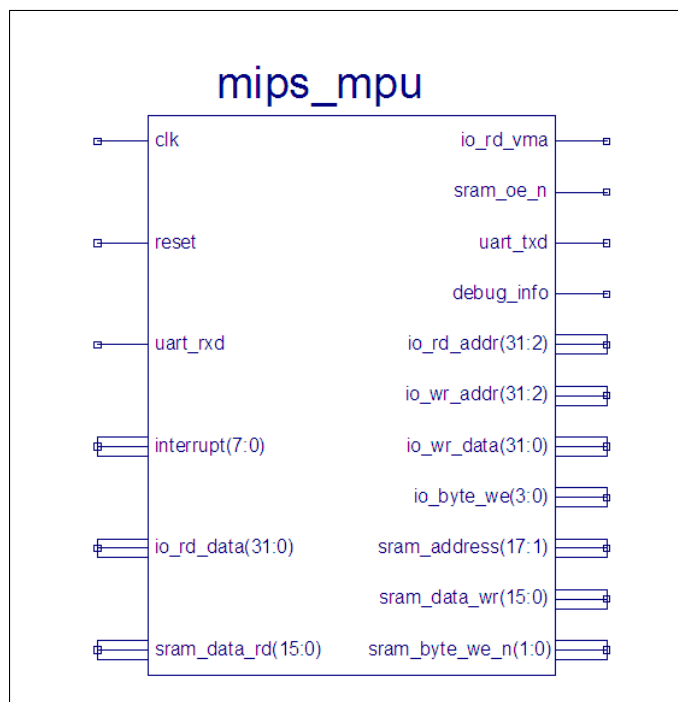 mips_mpu
clk
io_rd_vma
sram_oe_n
reset
uart_txd
debug_info
uart_rxd
io_rd_addr(31:2)
io_wr_addr(31:2)
interrupt(7:0)
io_wr_data(31:0)
io_byte_we(3:0)
io_rd_data(31:0)
sram_address(17:1)
sram_data_wr(15:0)
sram_data_rd(15:0)
sram_byte_we_n(1:0)